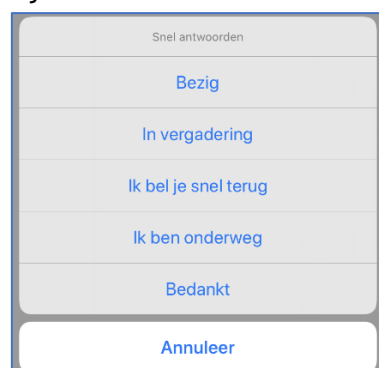 Snel antwoorden
Bezig
In vergadering
Ik bel je snel terug
Ik ben onderweg
Bedankt
Annuleer